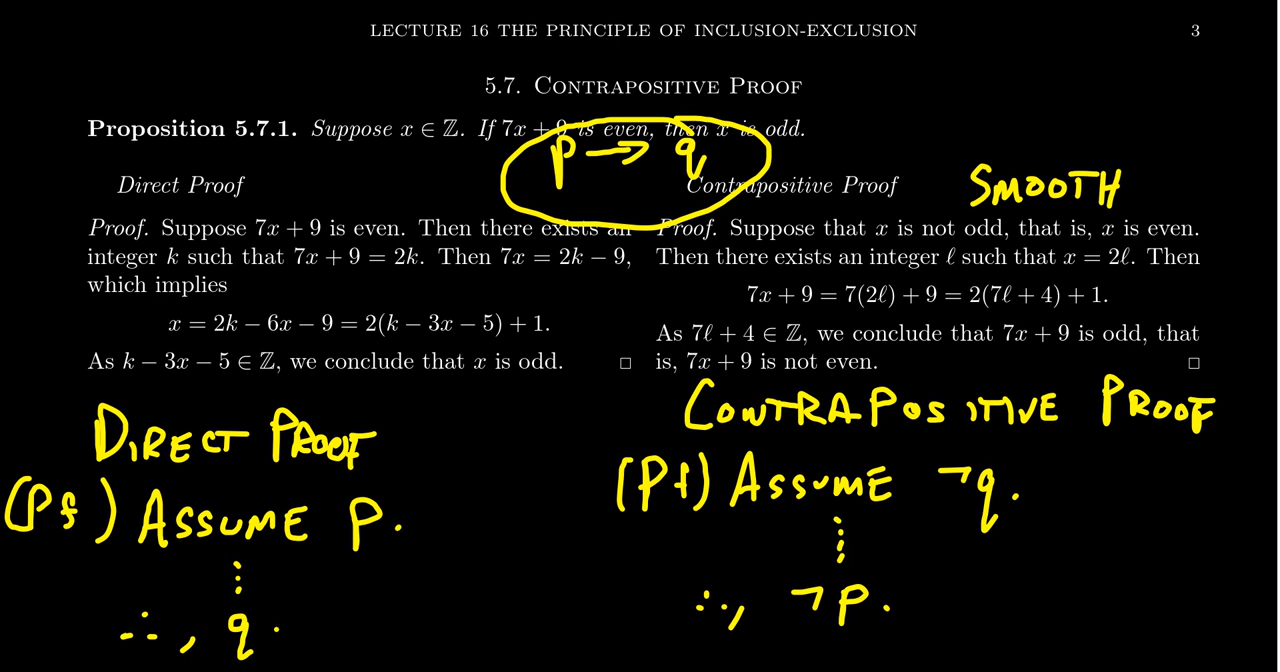 LECTURE 16 THE PRINCIPLE OF INCLUSION-EXCLUSION 3
5.7. CONTRAPOSITIVE PROOF
Proposition 5.7.1. Suppose x ∈ ℤ. If 7x + 9 is even, then x is odd.
p → q
Direct Proof
Proof. Suppose 7x + 9 is even. Then there exists an
integer k such that 7x + 9 = 2k. Then 7x = 2k − 9,
which implies
x = 2k − 6x − 9 = 2(k − 3x − 5) + 1.
As k − 3x − 5 ∈ ℤ, we conclude that x is odd. □
DIRECT PROOF
(Pf) ASSUME P.
⋮
∴, q.
Contrapositive Proof SMOOTH
Proof. Suppose that x is not odd, that is, x is even.
Then there exists an integer ℓ such that x = 2ℓ. Then
7x + 9 = 7(2ℓ) + 9 = 2(7ℓ + 4) + 1.
As 7ℓ + 4 ∈ ℤ, we conclude that 7x + 9 is odd, that
is, 7x + 9 is not even. □
CONTRAPOSITIVE PROOF
(Pf) ASSUME ¬q.
⋮
∴, ¬P.